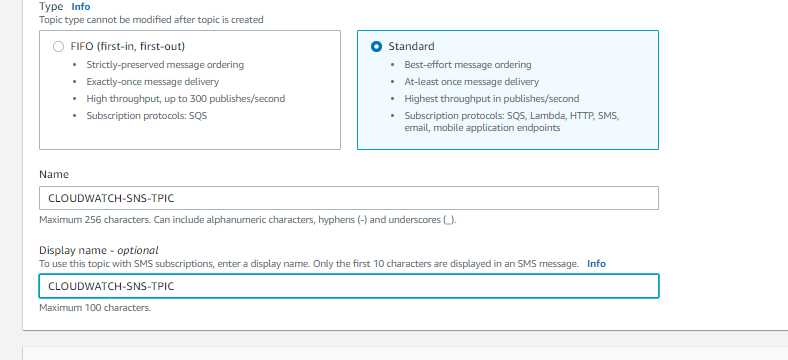 Type Info
Topic type cannot be modified after topic is created
FIFO (first-in, first-out)
Strictly-preserved message ordering
Exactly-once message delivery
High throughput, up to 300 publishes/second
Subscription protocols: SQS
Standard
Best-effort message ordering
At-least once message delivery
Highest throughput in publishes/second
Subscription protocols: SQS, Lambda, HTTP, SMS,
email, mobile application endpoints
Name
CLOUDWATCH-SNS-TPIC
Maximum 256 characters. Can include alphanumeric characters, hyphens (-) and underscores (_).
Display name - optional
To use this topic with SMS subscriptions, enter a display name. Only the first 10 characters are displayed in an SMS message. Info
CLOUDWATCH-SNS-TPIC
Maximum 100 characters.